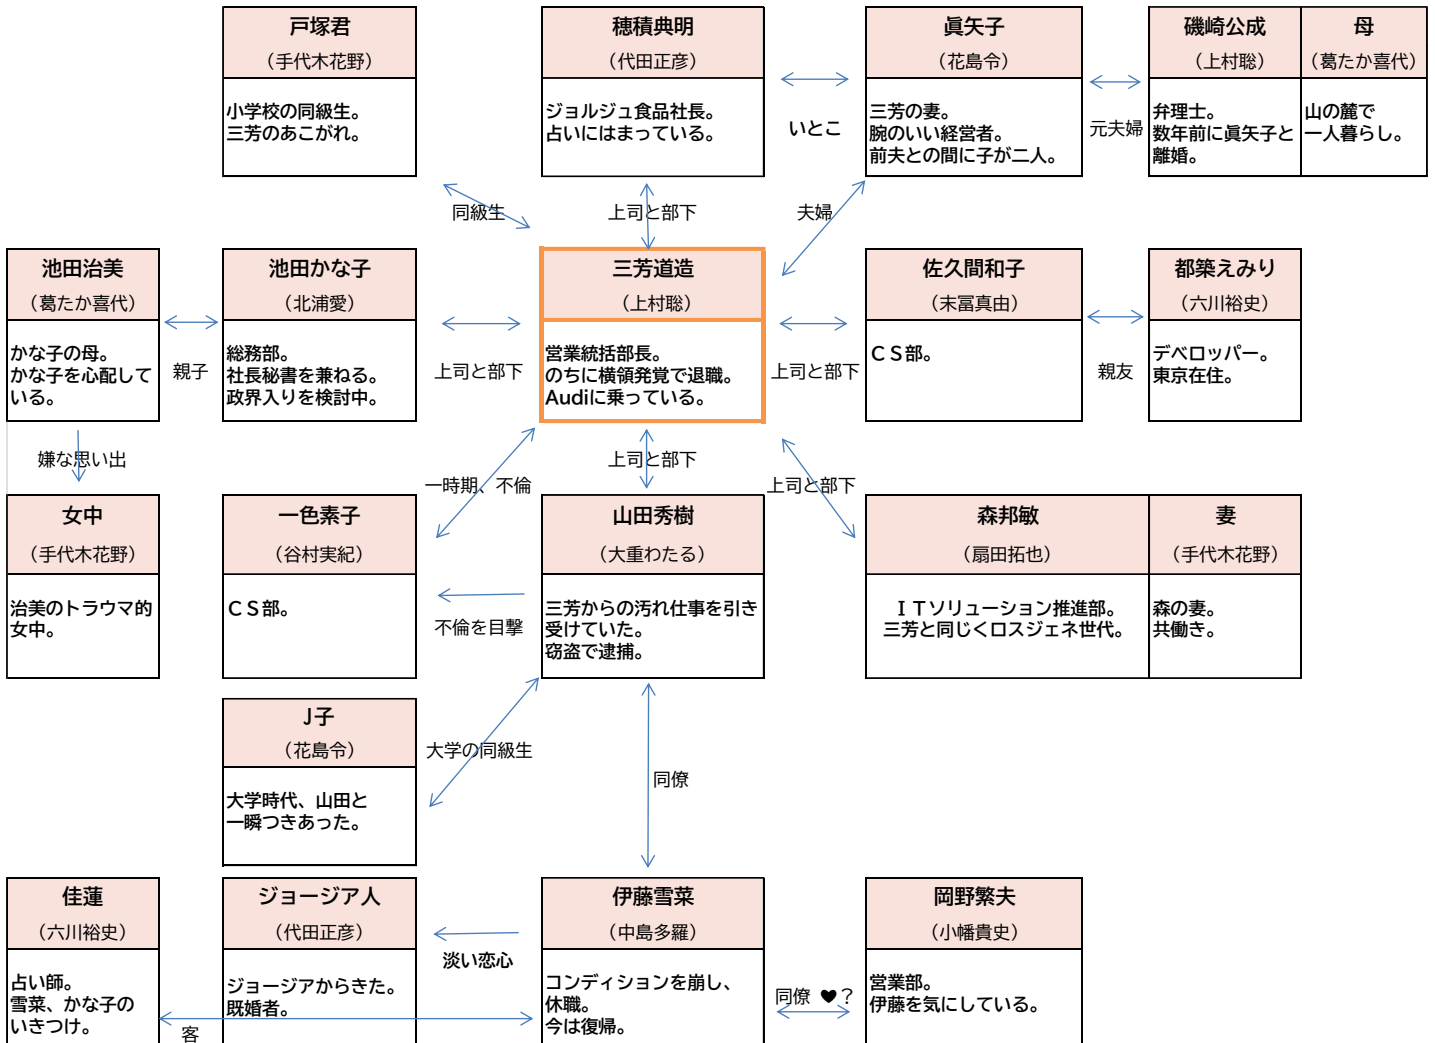 戸塚君
（手代木花野）
小学校の同級生。
三芳のあこがれ。
穂積典明
（代田正彦）
ジョルジュ食品社長。
占いにはまっている。
いとこ
眞矢子
（花島令）
三芳の妻。
腕のいい経営者。
前夫との間に子が二人。
元夫婦
磯崎公成
（上村聡）
弁理士。
数年前に眞矢子と
離婚。
母
（葛たか喜代）
山の麓で
一人暮らし。
同級生
上司と部下
夫婦
池田治美
（葛たか喜代）
かな子の母。
かな子を心配して
いる。
親子
池田かな子
（北浦愛）
総務部。
社長秘書を兼ねる。
政界入りを検討中。
上司と部下
三芳道造
（上村聡）
営業統括部長。
のちに横領発覚で退職。
Audiに乗っている。
上司と部下
佐久間和子
（末冨真由）
ＣＳ部。
親友
都築えみり
（六川裕史）
デベロッパー。
東京在住。
嫌な思い出
一時期、不倫
上司と部下
上司と部下
女中
（手代木花野）
治美のトラウマ的
女中。
一色素子
（谷村実紀）
ＣＳ部。
不倫を目撃
山田秀樹
（大重わたる）
三芳からの汚れ仕事を引き
受けていた。
窃盗で逮捕。
森邦敏
（扇田拓也）
ＩＴソリューション推進部。
三芳と同じくロスジェネ世代。
妻
（手代木花野）
森の妻。
共働き。
J子
（花島令）
大学時代、山田と
一瞬つきあった。
大学の同級生
同僚
佳蓮
（六川裕史）
占い師。
雪菜、かな子の
いきつけ。
客
ジョージア人
（代田正彦）
ジョージアからきた。
既婚者。
淡い恋心
伊藤雪菜
（中島多羅）
コンディションを崩し、
休職。
今は復帰。
同僚 ♥？
岡野繁夫
（小幡貴史）
営業部。
伊藤を気にしている。